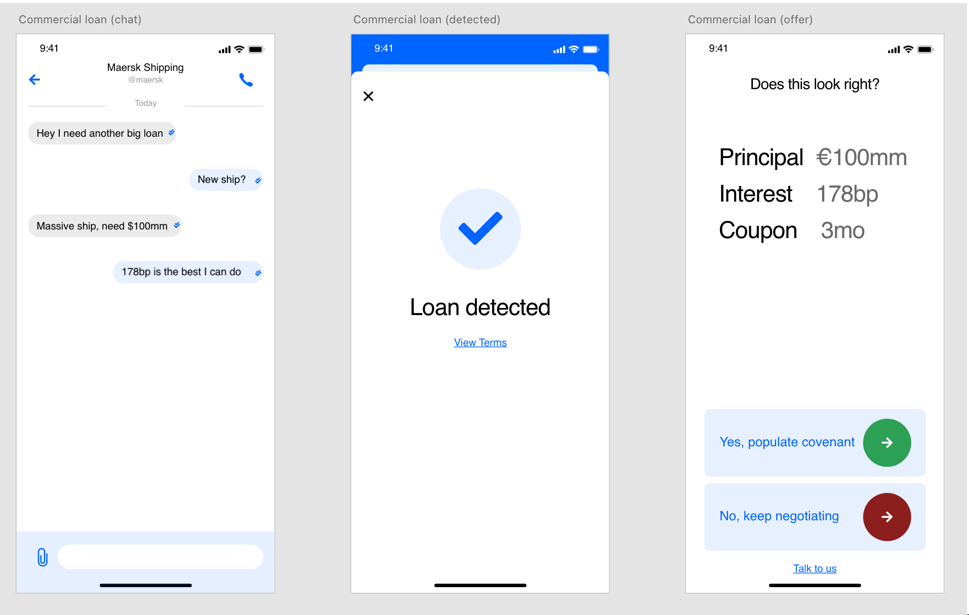 Commercial loan (chat)
9:41
Maersk Shipping
@maersk
Today
Hey I need another big loan
New ship?
Massive ship, need $100mm
178bp is the best I can do
Commercial loan (detected)
9:41
Loan detected
View Terms
Commercial loan (offer)
9:41
Does this look right?
Principal €100mm
Interest 178bp
Coupon 3mo
Yes, populate covenant
No, keep negotiating
Talk to us